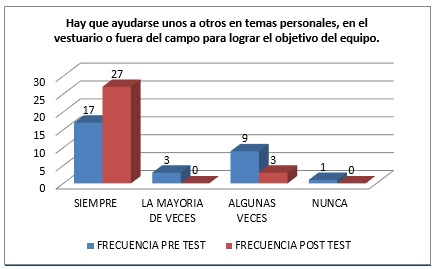 Hay que ayudarse unos a otros en temas personales, en el
vestuario o fuera del campo para lograr el objetivo del equipo.
30
25
20
15
10
5
0
17
27
3
0
9
3
1
0
SIEMPRE
LA MAYORIA
DE VECES
ALGUNAS
VECES
NUNCA
FRECUENCIA PRE TEST
FRECUENCIA POST TEST